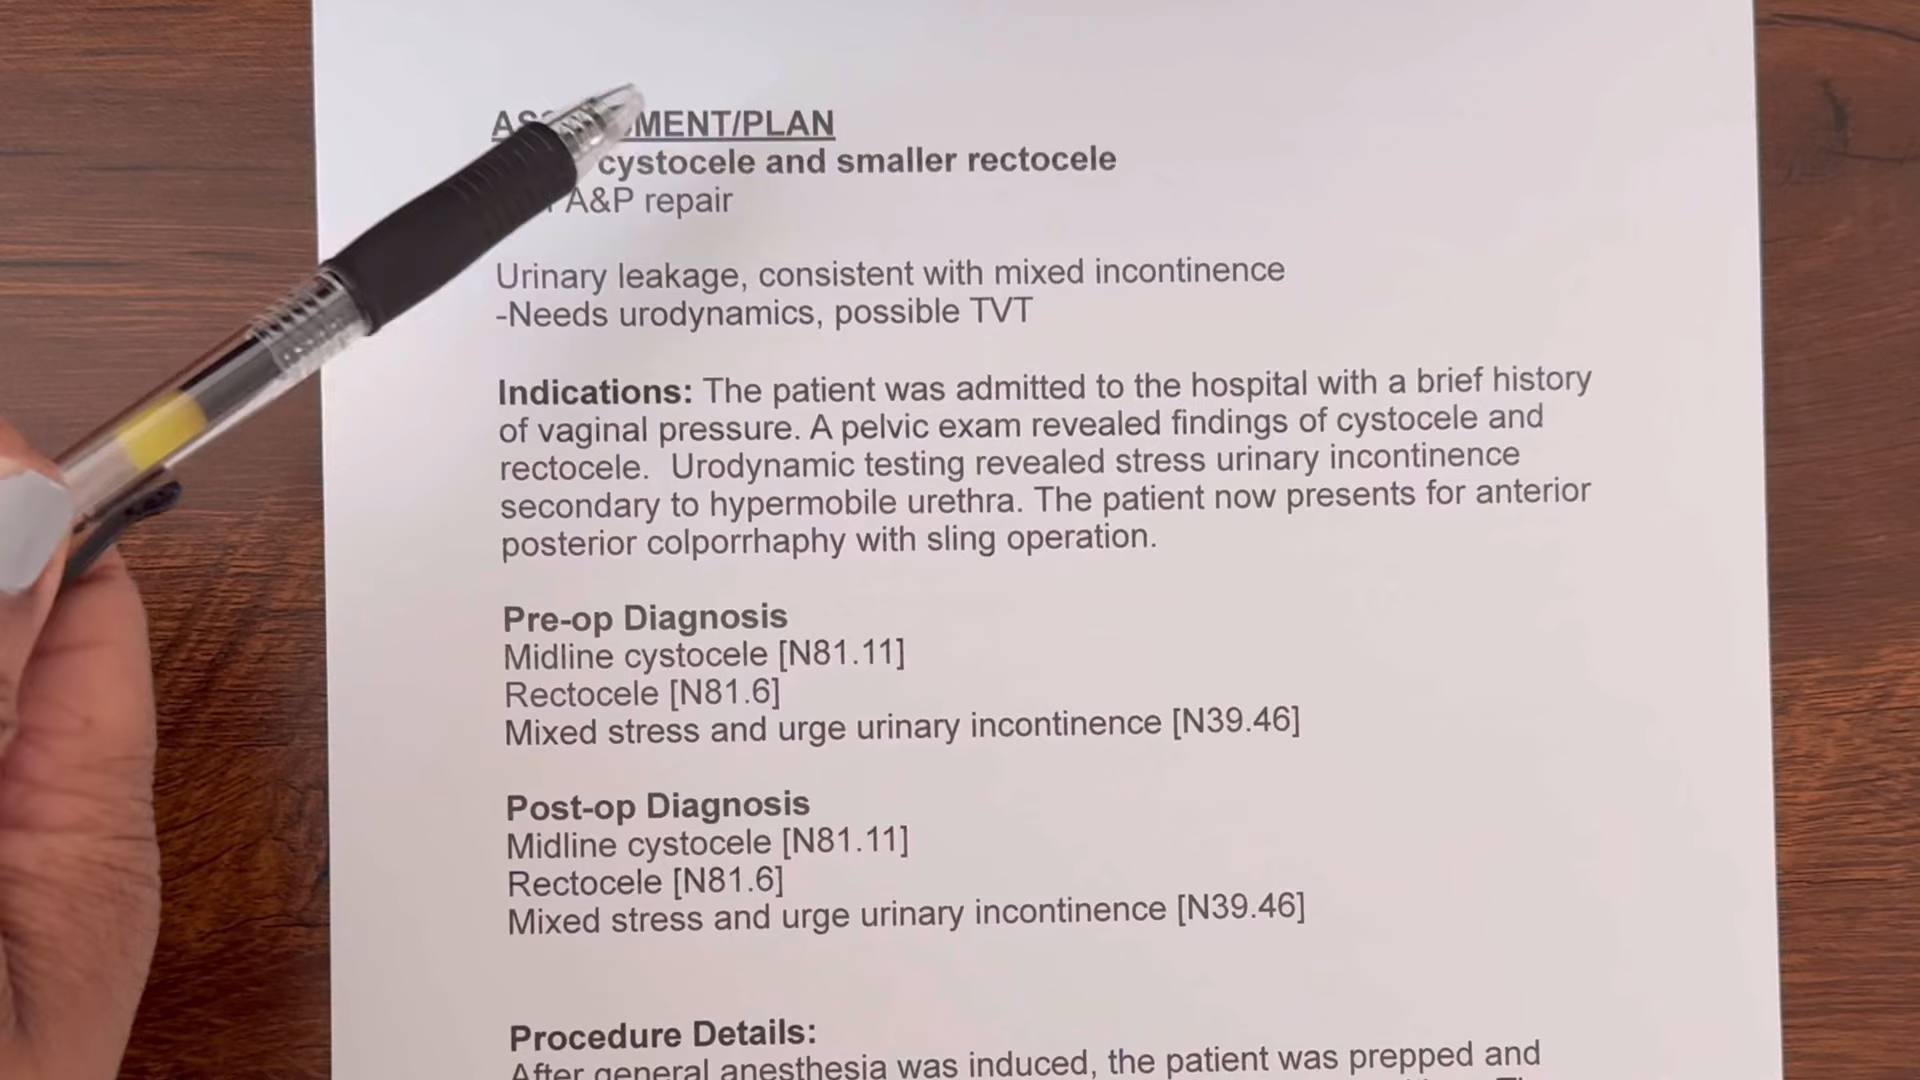 MENT/PLAN
cystocele and smaller rectocele
A&P repair
Urinary leakage, consistent with mixed incontinence
-Needs urodynamics, possible TVT
Indications: The patient was admitted to the hospital with a brief history
of vaginal pressure. A pelvic exam revealed findings of cystocele and
rectocele. Urodynamic testing revealed stress urinary incontinence
secondary to hypermobile urethra. The patient now presents for anterior
posterior colporrhaphy with sling operation.
Pre-op Diagnosis
Midline cystocele [N81.11]
Rectocele [N81.6]
Mixed stress and urge urinary incontinence [N39.46]
Post-op Diagnosis
Midline cystocele [N81.11]
Rectocele [N81.6]
Mixed stress and urge urinary incontinence [N39.46]
Procedure Details:
After general anesthesia was induced, the patient was prepped and